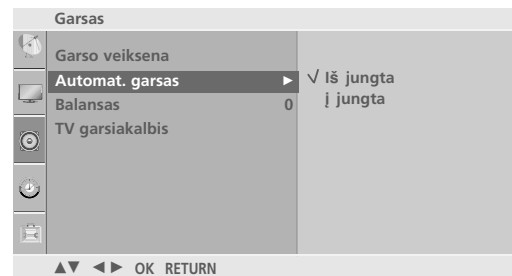 Garsas
Garso veiksena
Automat. garsas ► √ Iš jungta
į jungta
Balansas 0
TV garsiakalbis
▲▼ ◄► OK RETURN